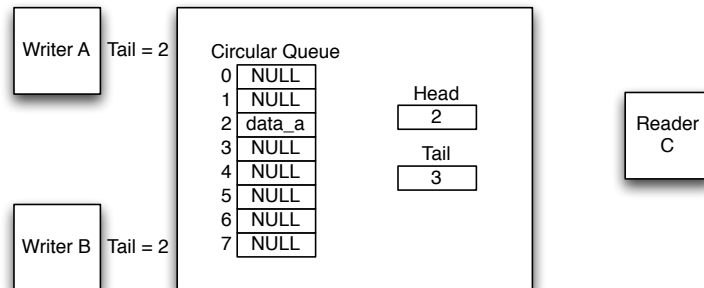 Writer A
Tail = 2
Circular Queue
0 NULL
1 NULL
2 data_a
3 NULL
4 NULL
5 NULL
6 NULL
7 NULL
Head
2
Tail
3
Reader
C
Writer B
Tail = 2